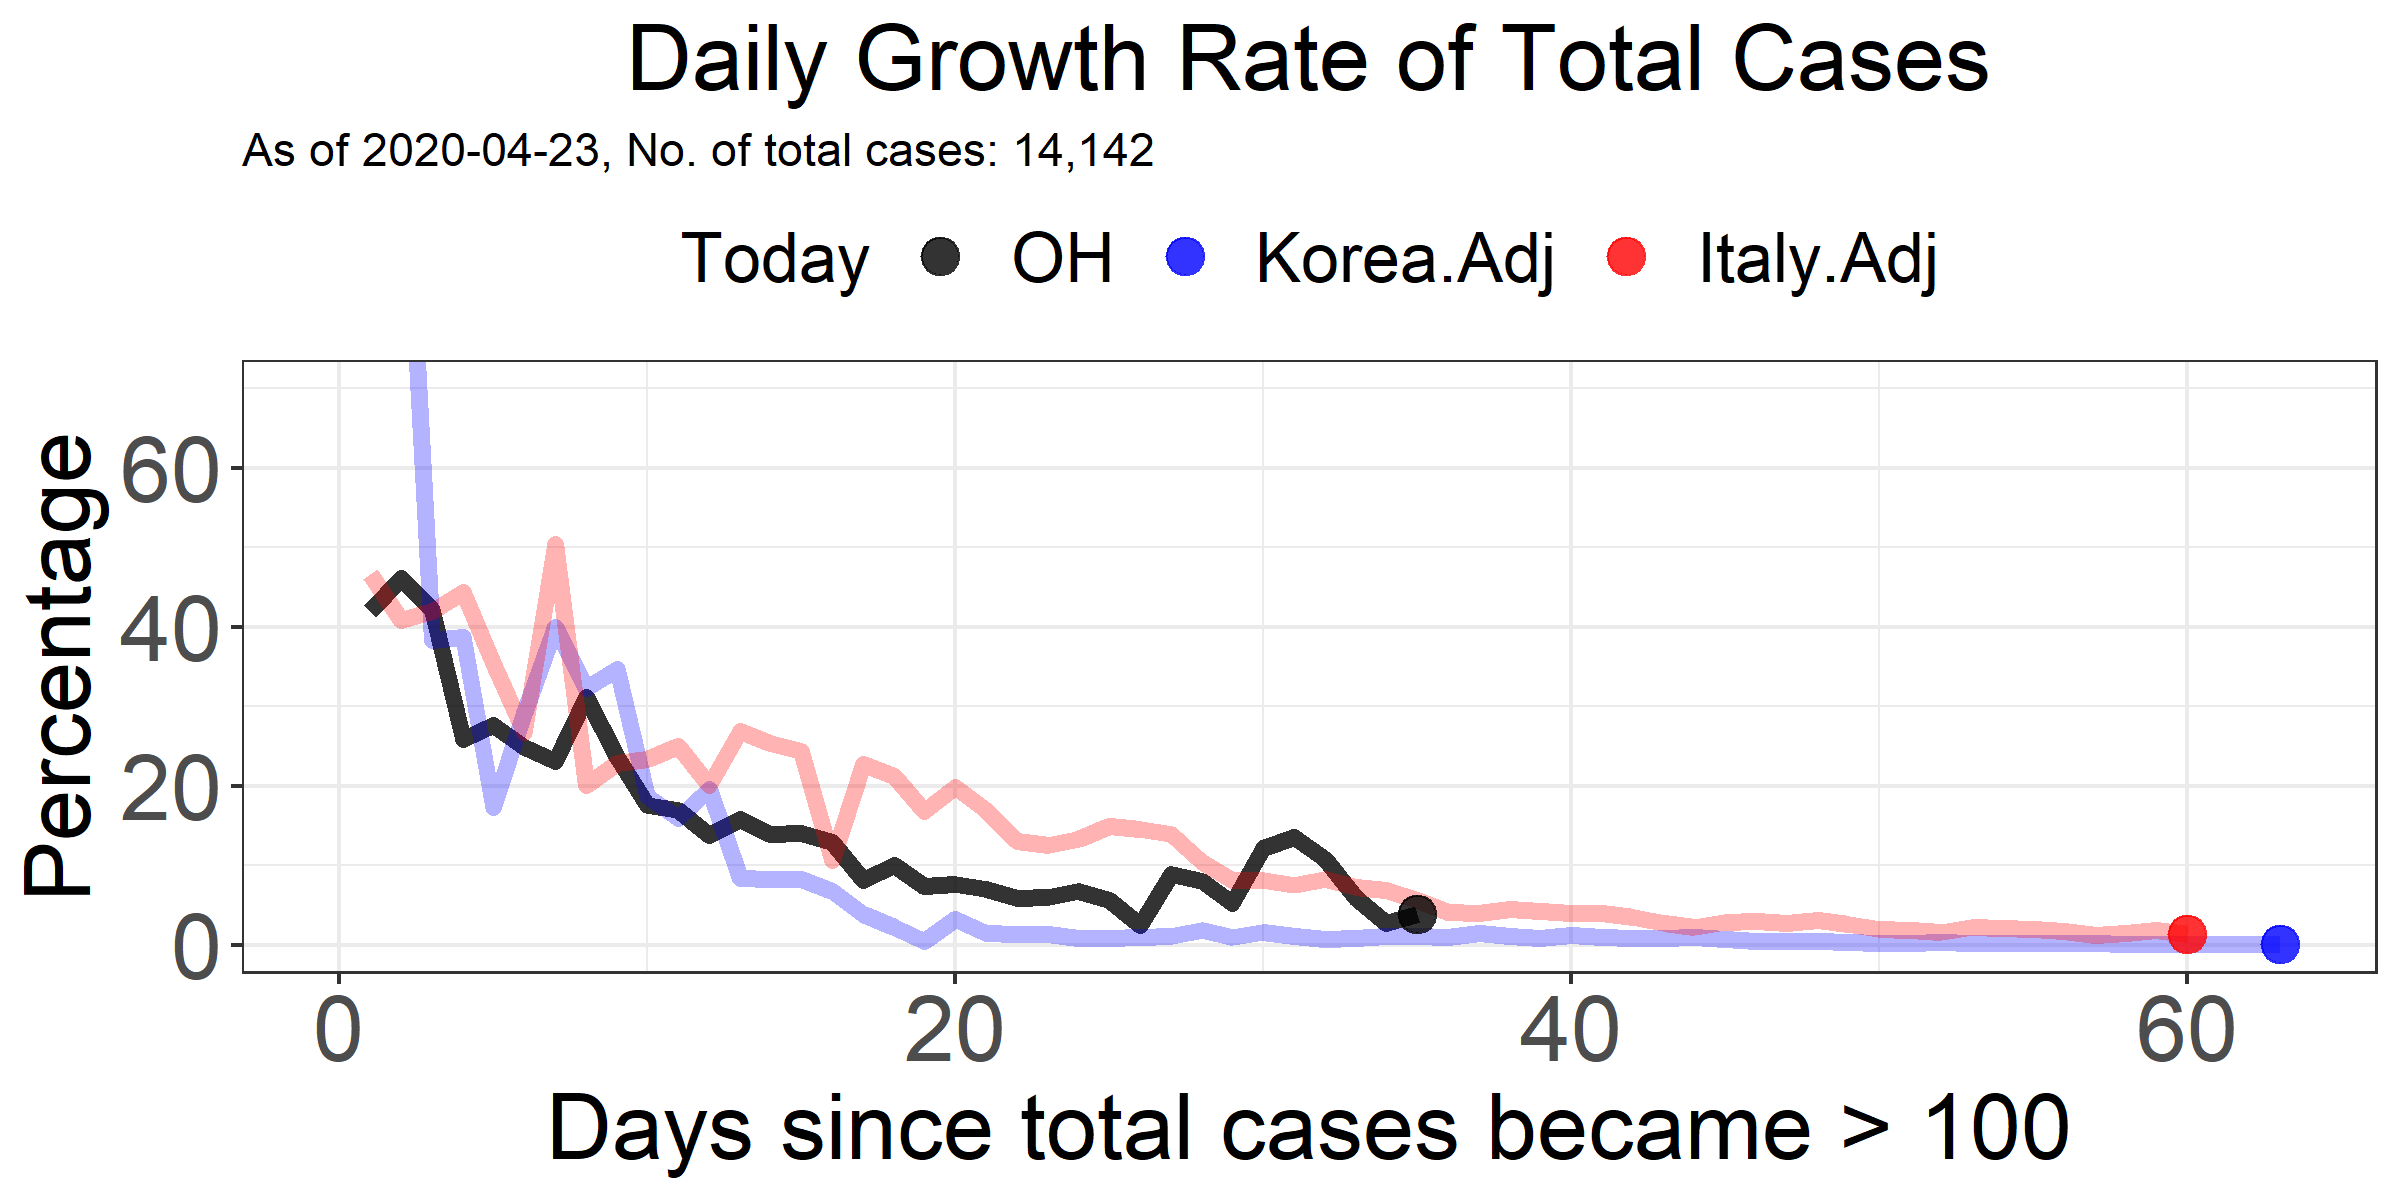 Daily Growth Rate of Total Cases
As of 2020-04-23, No. of total cases: 14,142
Today OH Korea.Adj Italy.Adj
Percentage
60
40
20
0
0 20 40 60
Days since total cases became > 100